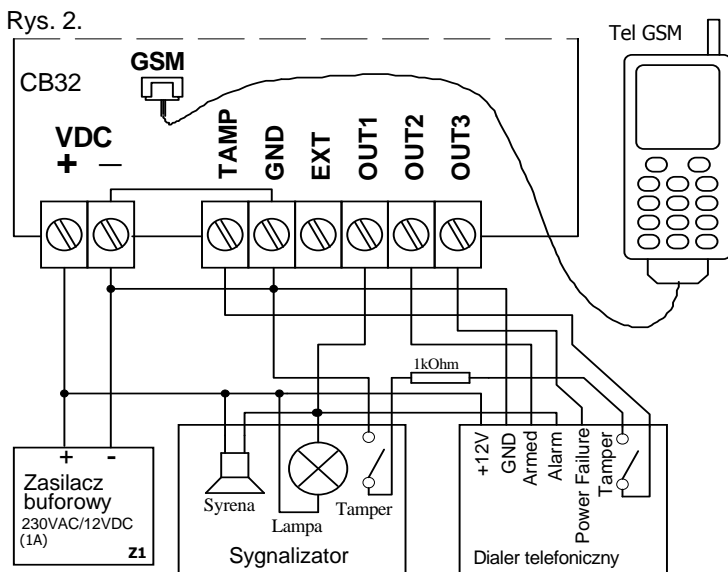 Rys. 2.
Tel GSM
CB32
GSM
VDC
+ –
TAMP
GND
EXT
OUT1
OUT2
OUT3
1kOhm
+ -
Zasilacz
buforowy
230VAC/12VDC
(1A)
Z1
Syrena
Lampa
Tamper
Sygnalizator
+12V
GND
Armed
Alarm
Power Failure
Tamper
Dialer telefoniczny